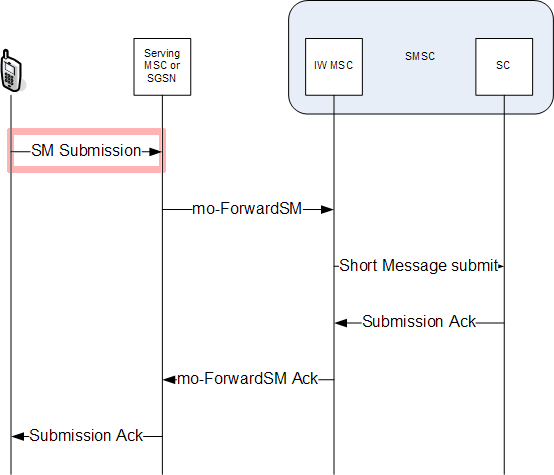 Serving
MSC or
SGSN
IW MSC
SMSC
SC
SM Submission
mo-ForwardSM
Short Message submit
Submission Ack
mo-ForwardSM Ack
Submission Ack